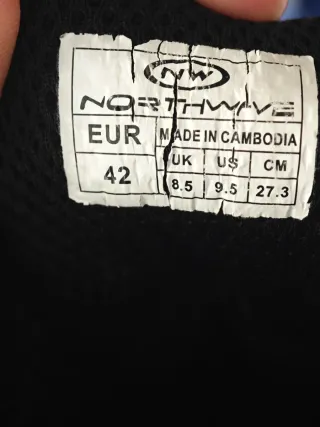 NW
NORTHWAVE
EUR MADE IN CAMBODIA
UK US CM
42 8.5 9.5 27.3